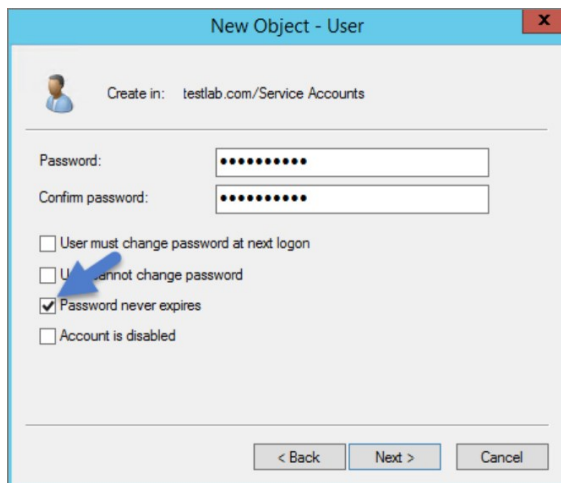 New Object - User
x
Create in: testlab.com/Service Accounts
Password:
••••••••••
Confirm password:
••••••••••
User must change password at next logon
cannot change password
Password never expires
Account is disabled
< Back Next > Cancel